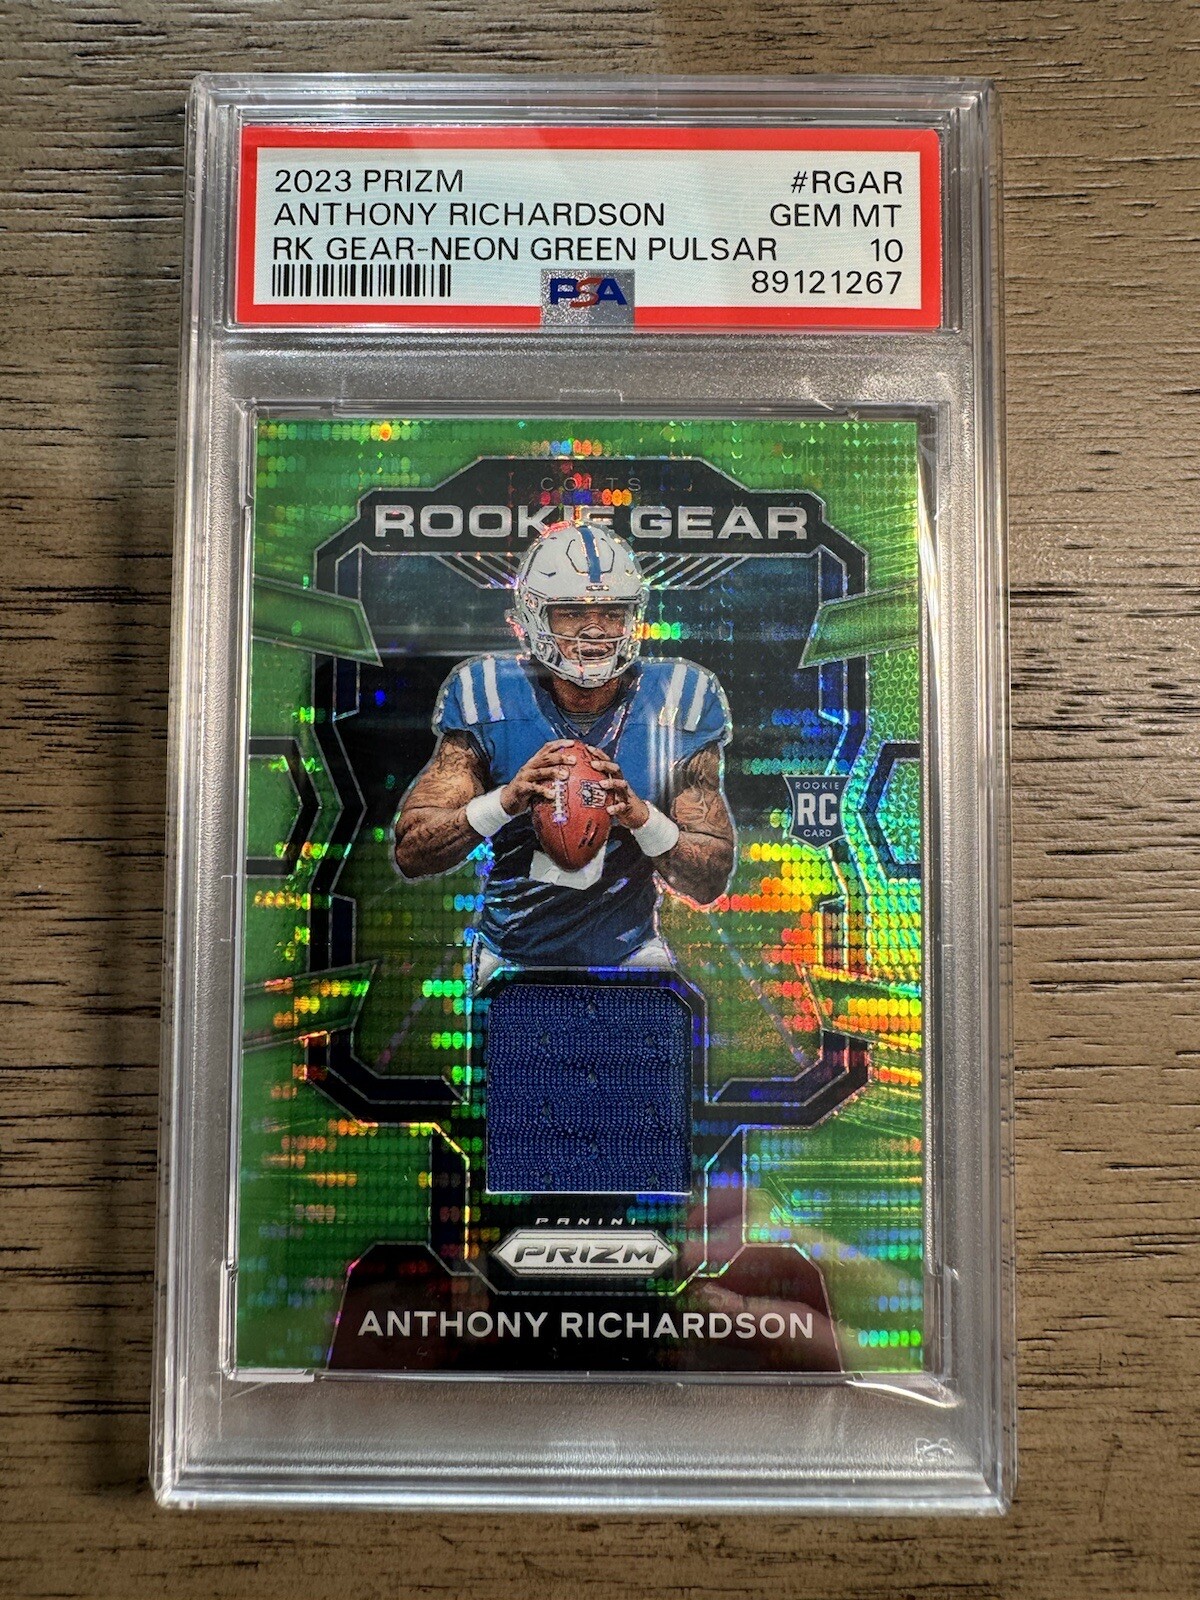 2023 PRIZM #RGAR
ANTHONY RICHARDSON GEM MT
RK GEAR-NEON GREEN PULSAR 10
PSA 89121267
COLTS
ROOKIE GEAR
ROOKIE
RC
CARD
PANINI
PRIZM
ANTHONY RICHARDSON